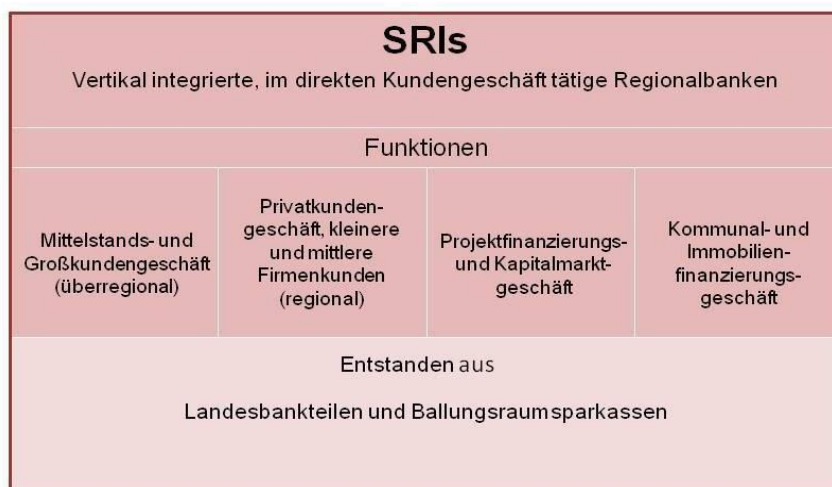 SRIs
Vertikal integrierte, im direkten Kundengeschäft tätige Regionalbanken
Funktionen
Mittelstands- und
Großkundengeschäft
(überregional)
Privatkunden-
geschäft, kleinere
und mittlere
Firmenkunden
(regional)
Projektfinanzierungs-
und Kapitalmarkt-
geschäft
Kommunal- und
Immobilien-
finanzierungs-
geschäft
Entstanden aus
Landesbankteilen und Ballungsraumsparkassen